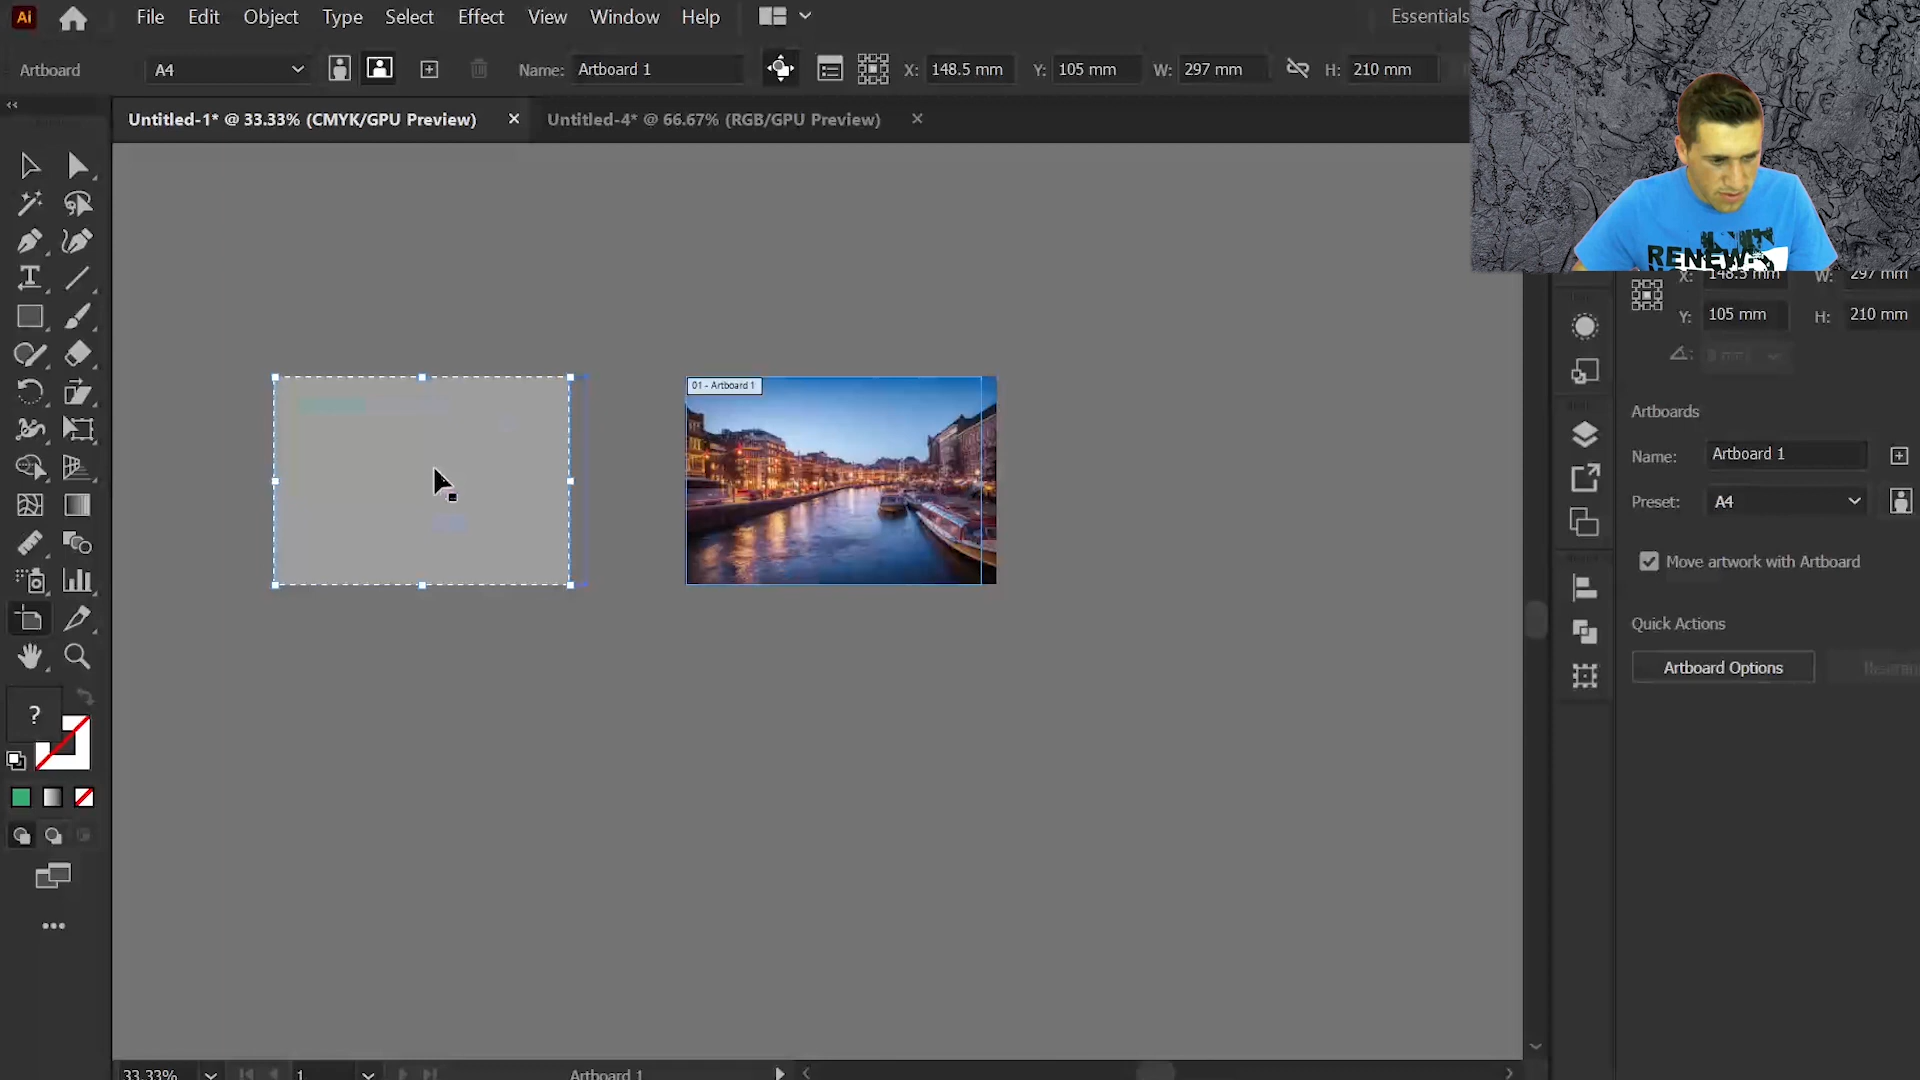 Ai File Edit Object Type Select Effect View Window Help Essentials
Artboard A4 Name: Artboard 1 X: 148.5 mm Y: 105 mm W: 297 mm H: 210 mm
Untitled-1* @ 33.33% (CMYK/GPU Preview) Untitled-4* @ 66.67% (RGB/GPU Preview)
RENEW
X: 148.5 mm W: 297 mm
Y: 105 mm H: 210 mm
01 - Artboard 1
Artboards
Name: Artboard 1
Preset: A4
Move artwork with Artboard
Quick Actions
Artboard Options
?
33.33% 1 Artboard 1